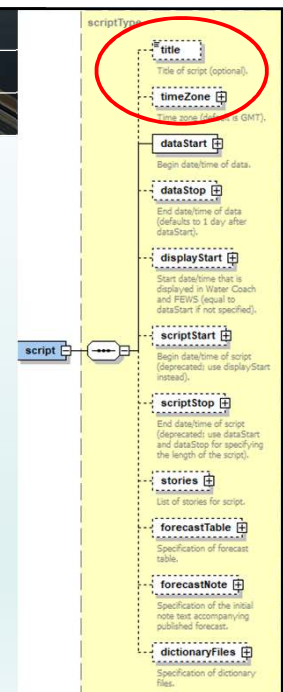 scriptType
title
Title of script (optional).
timeZone
Time zone (default is GMT).
dataStart
Begin date/time of data.
dataStop
End date/time of data
(defaults to 1 day after
dataStart).
displayStart
Start date/time that is
displayed in Water Coach
and FEWS (equal to
dataStart if not specified).
script
scriptStart
Begin date/time of script
(deprecated: use displayStart
instead).
scriptStop
End date/time of script
(deprecated: use dataStart
and dataStop for specifying
the length of the script).
stories
List of stories for script.
forecastTable
Specification of forecast
table.
forecastNote
Specification of the initial
note text accompanying
published forecast.
dictionaryFiles
Specification of dictionary
files.